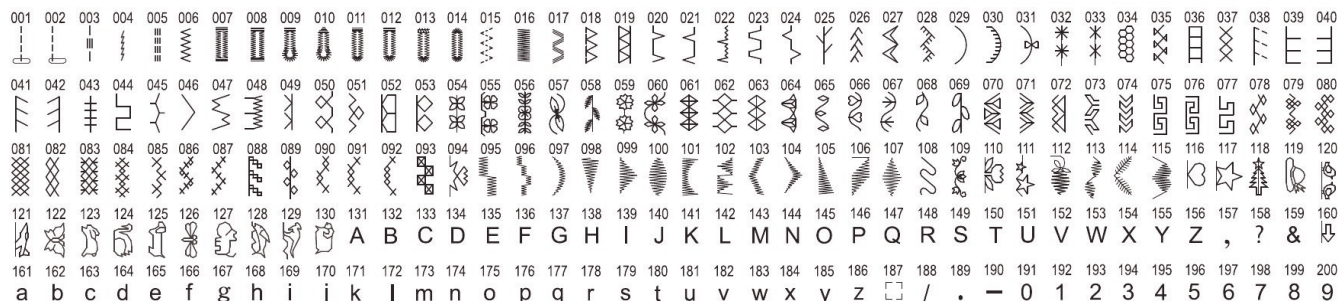 001 002 003 004 005 006 007 008 009 010 011 012 013 014 015 016 017 018 019 020 021 022 023 024 025 026 027 028 029 030 031 032 033 034 035 036 037 038 039 040
041 042 043 044 045 046 047 048 049 050 051 052 053 054 055 056 057 058 059 060 061 062 063 064 065 066 067 068 069 070 071 072 073 074 075 076 077 078 079 080
081 082 083 084 085 086 087 088 089 090 091 092 093 094 095 096 097 098 099 100 101 102 103 104 105 106 107 108 109 110 111 112 113 114 115 116 117 118 119 120
121 122 123 124 125 126 127 128 129 130 131 132 133 134 135 136 137 138 139 140 141 142 143 144 145 146 147 148 149 150 151 152 153 154 155 156 157 158 159 160
A B C D E F G H I J K L M N O P Q R S T U V W X Y Z , ? &
161 162 163 164 165 166 167 168 169 170 171 172 173 174 175 176 177 178 179 180 181 182 183 184 185 186 187 188 189 190 191 192 193 194 195 196 197 198 199 200
a b c d e f g h i j k l m n o p q r s t u v w x y z / . – 0 1 2 3 4 5 6 7 8 9